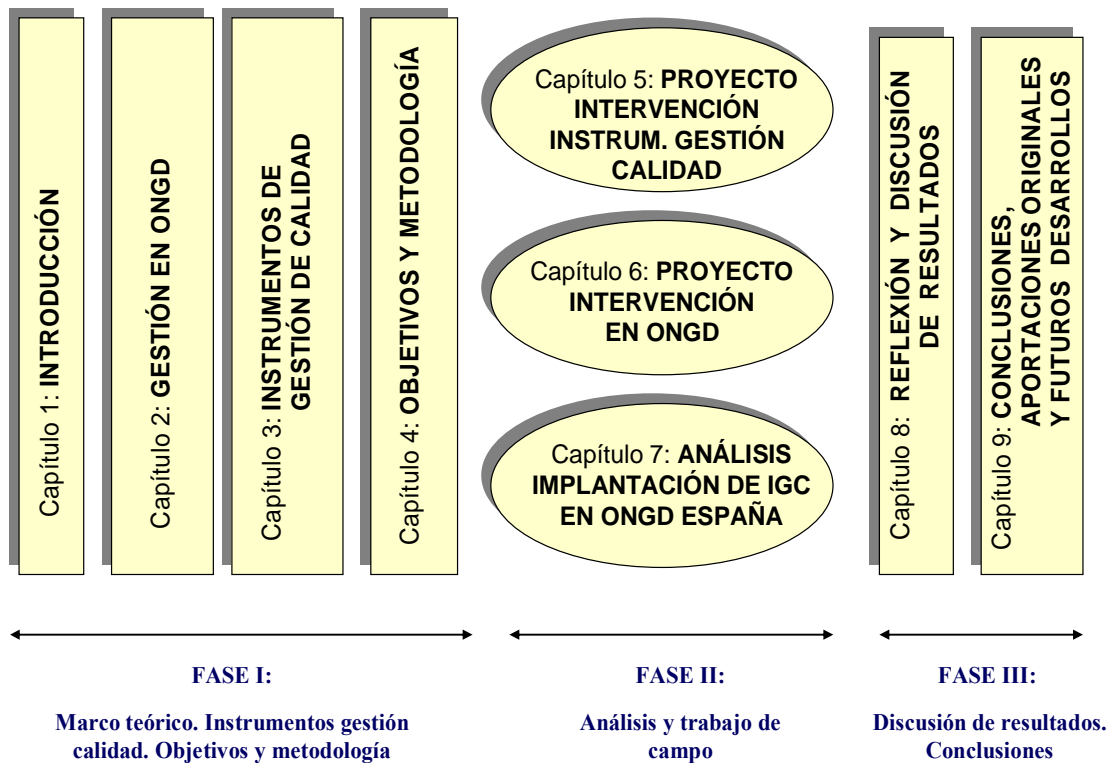 Capítulo 1: INTRODUCCIÓN
Capítulo 2: GESTIÓN EN ONGD
Capítulo 3: INSTRUMENTOS DE
GESTIÓN DE CALIDAD
Capítulo 4: OBJETIVOS Y METODOLOGÍA
Capítulo 5: PROYECTO
INTERVENCIÓN
INSTRUM. GESTIÓN
CALIDAD
Capítulo 6: PROYECTO
INTERVENCIÓN
EN ONGD
Capítulo 7: ANÁLISIS
IMPLANTACIÓN DE IGC
EN ONGD ESPAÑA
Capítulo 8: REFLEXIÓN Y DISCUSIÓN
DE RESULTADOS
Capítulo 9: CONCLUSIONES,
APORTACIONES ORIGINALES
Y FUTUROS DESARROLLOS
FASE I:
Marco teórico. Instrumentos gestión
calidad. Objetivos y metodología
FASE II:
Análisis y trabajo de
campo
FASE III:
Discusión de resultados.
Conclusiones